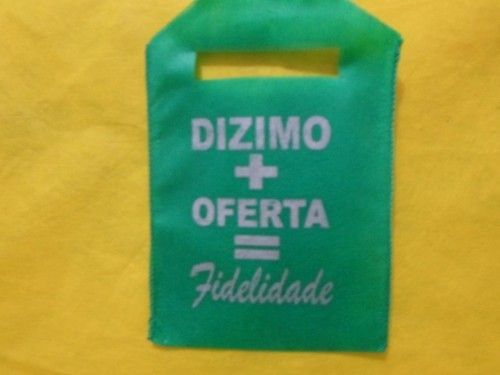 DIZIMO
+
OFERTA
=
Fidelidade